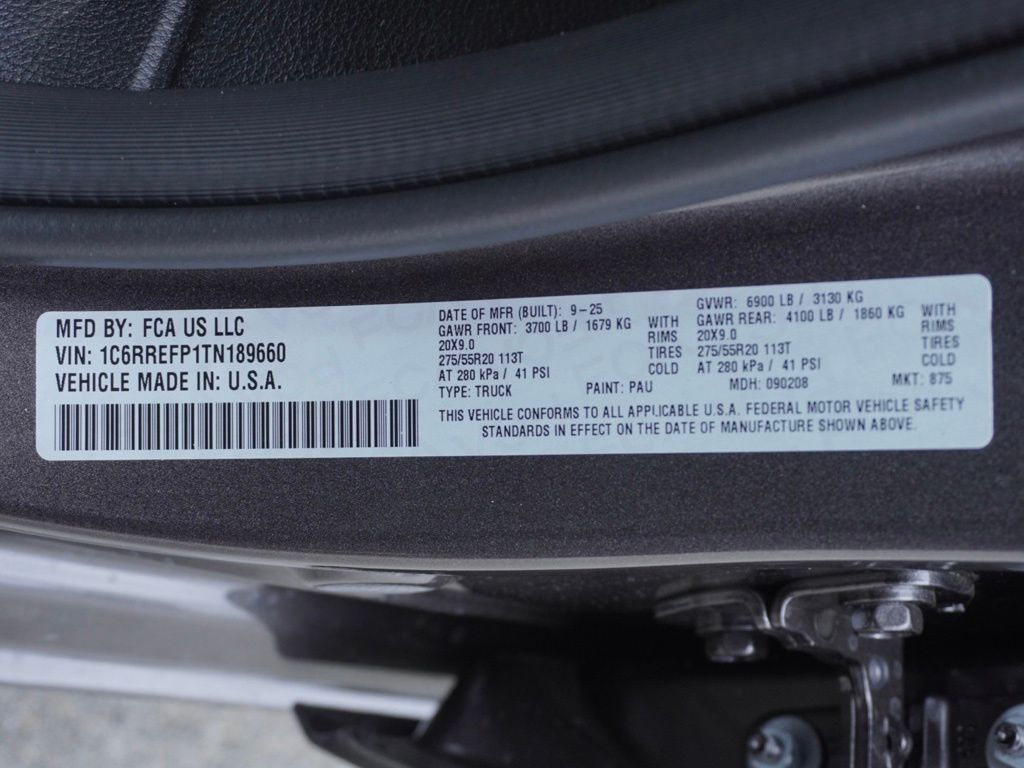 MFD BY: FCA US LLC
VIN: 1C6RREFP1TN189660
VEHICLE MADE IN: U.S.A.
DATE OF MFR (BUILT): 9-25 GVWR: 6900 LB / 3130 KG
GAWR FRONT: 3700 LB / 1679 KG WITH GAWR REAR: 4100 LB / 1860 KG WITH
20X9.0 RIMS 20X9.0 RIMS
275/55R20 113T TIRES 275/55R20 113T TIRES
AT 280 kPa / 41 PSI COLD AT 280 kPa / 41 PSI COLD
TYPE: TRUCK PAINT: PAU MDH: 090208 MKT: 875
THIS VEHICLE CONFORMS TO ALL APPLICABLE U.S.A. FEDERAL MOTOR VEHICLE SAFETY
STANDARDS IN EFFECT ON THE DATE OF MANUFACTURE SHOWN ABOVE.